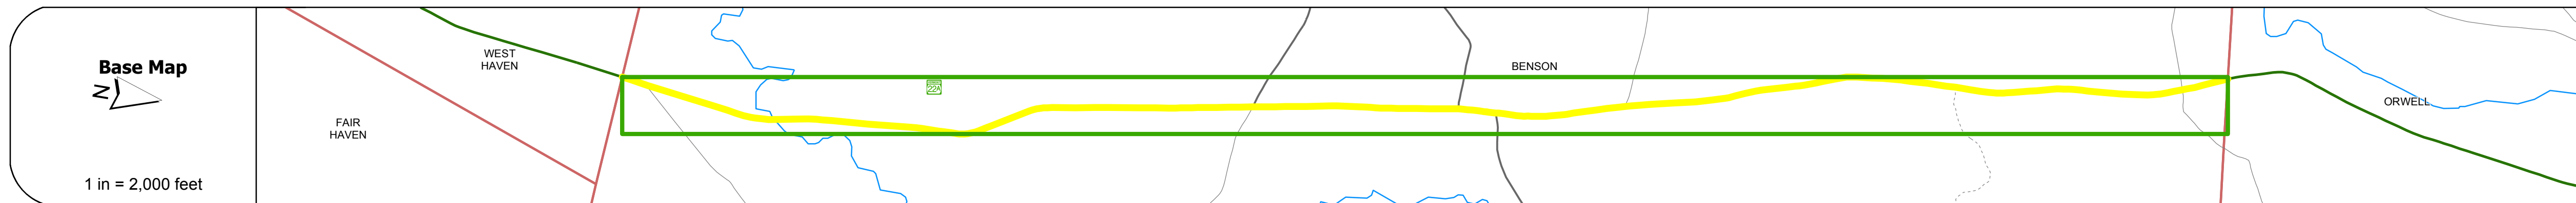 Base Map
N
1 in = 2,000 feet
WEST
HAVEN
FAIR
HAVEN
22A
BENSON
ORWELL